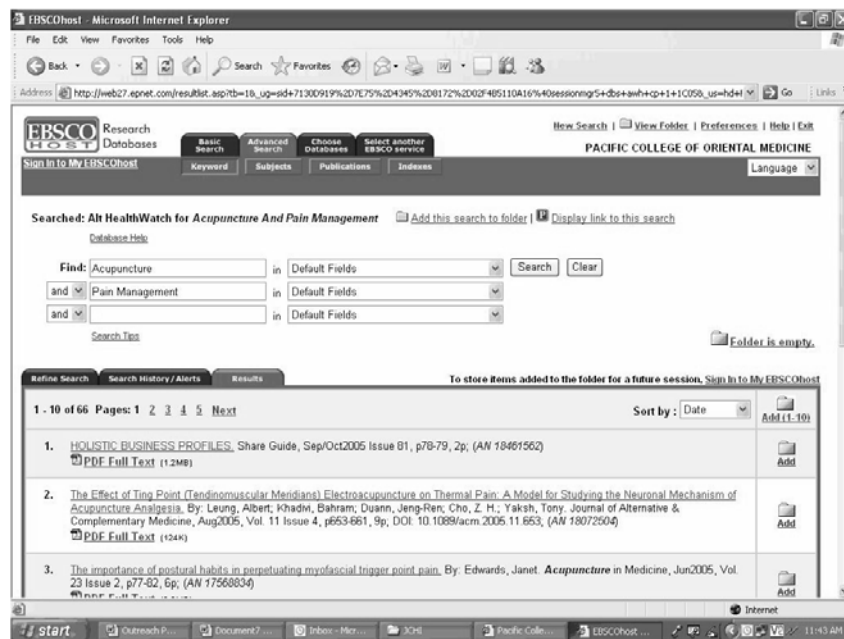 EBSCOhost - Microsoft Internet Explorer
File Edit View Favorites Tools Help
Back Search Favorites
Address http://web27.epnet.com/resultlist.asp?tb=1&_ug=sid+7130D919%2D7E75%2D4345%2D8172%2D02F4B5110A16%40sessionmgr5+dbs+awh+cp+1+1C05&_us=hd+ Go Links
EBSCO HOST Research Databases
New Search | View Folder | Preferences | Help | Exit
Basic Search Advanced Search Choose Databases Select another EBSCO service
PACIFIC COLLEGE OF ORIENTAL MEDICINE
Sign In to My EBSCOhost Keyword Subjects Publications Indexes Language
Searched: Alt HealthWatch for Acupuncture And Pain Management Add this search to folder | Display link to this search
Database Help
Find: Acupuncture in Default Fields Search Clear
and Pain Management in Default Fields
and in Default Fields
Search Tips
Folder is empty.
Refine Search Search History/Alerts Results To store items added to the folder for a future session, Sign In to My EBSCOhost
1 - 10 of 66 Pages: 1 2 3 4 5 Next Sort by : Date Add (1-10)
1. HOLISTIC BUSINESS PROFILES. Share Guide, Sep/Oct2005 Issue 81, p78-79, 2p; (AN 18461562)
PDF Full Text (1.2MB) Add
2. The Effect of Ting Point (Tendinomuscular Meridians) Electroacupuncture on Thermal Pain: A Model for Studying the Neuronal Mechanism of
Acupuncture Analgesia. By: Leung, Albert; Khadivi, Bahram; Duann, Jeng-Ren; Cho, Z. H.; Yaksh, Tony. Journal of Alternative &
Complementary Medicine, Aug2005, Vol. 11 Issue 4, p653-661, 9p; DOI: 10.1089/acm.2005.11.653; (AN 18072504)
PDF Full Text (124K) Add
3. The importance of postural habits in perpetuating myofascial trigger point pain. By: Edwards, Janet. Acupuncture in Medicine, Jun2005, Vol.
23 Issue 2, p77-82, 6p; (AN 17568834)
PDF Full Text Add
Internet
start Outreach P... Document7 ... Inbox - Micr... JCHI Pacific Colle... EBSCOhost ... 11:43 AM